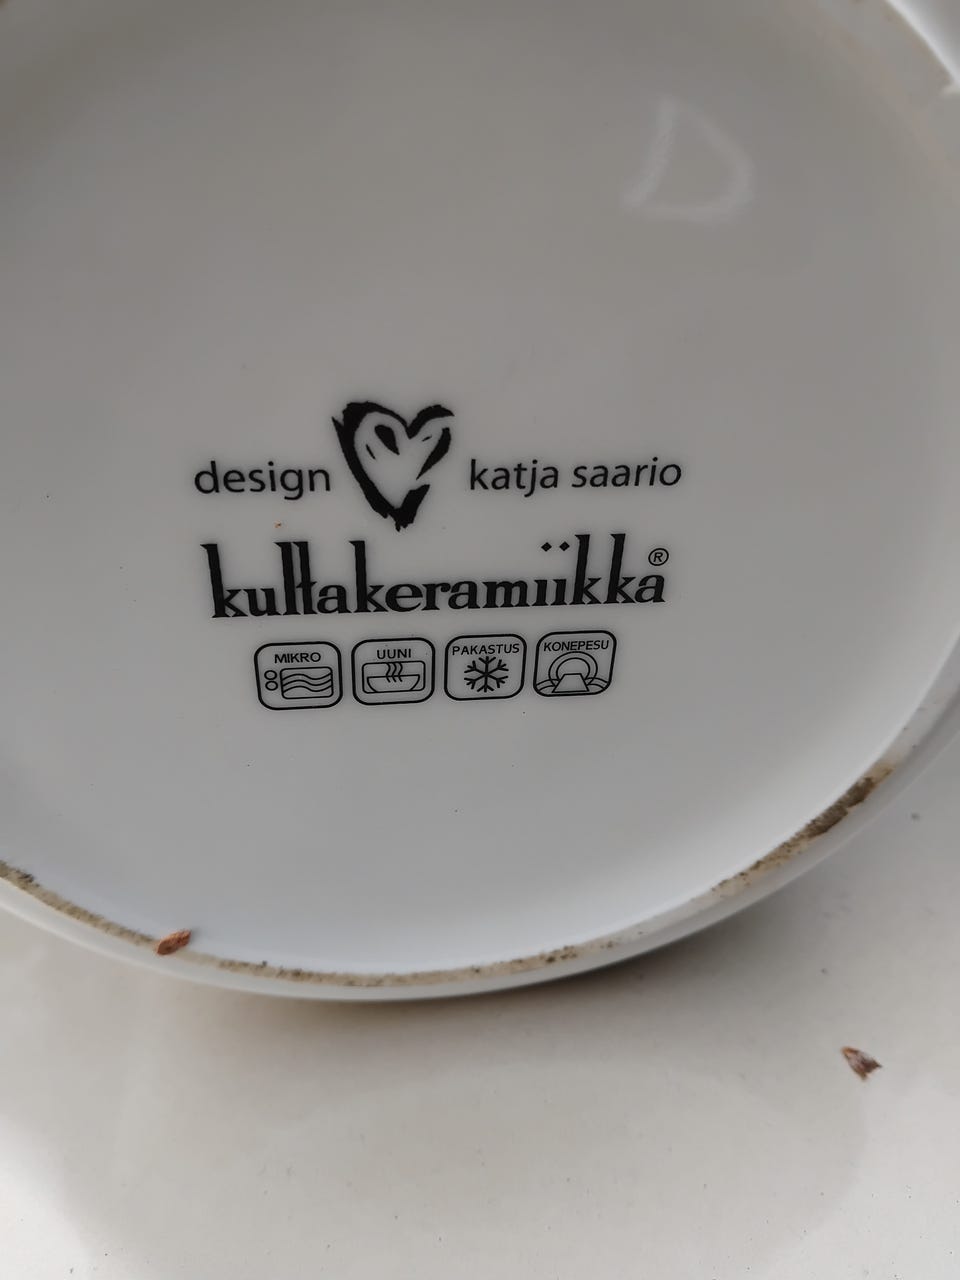 design katja saario
kultakeramiikka®
MIKRO UUNI PAKASTUS KONEPESU